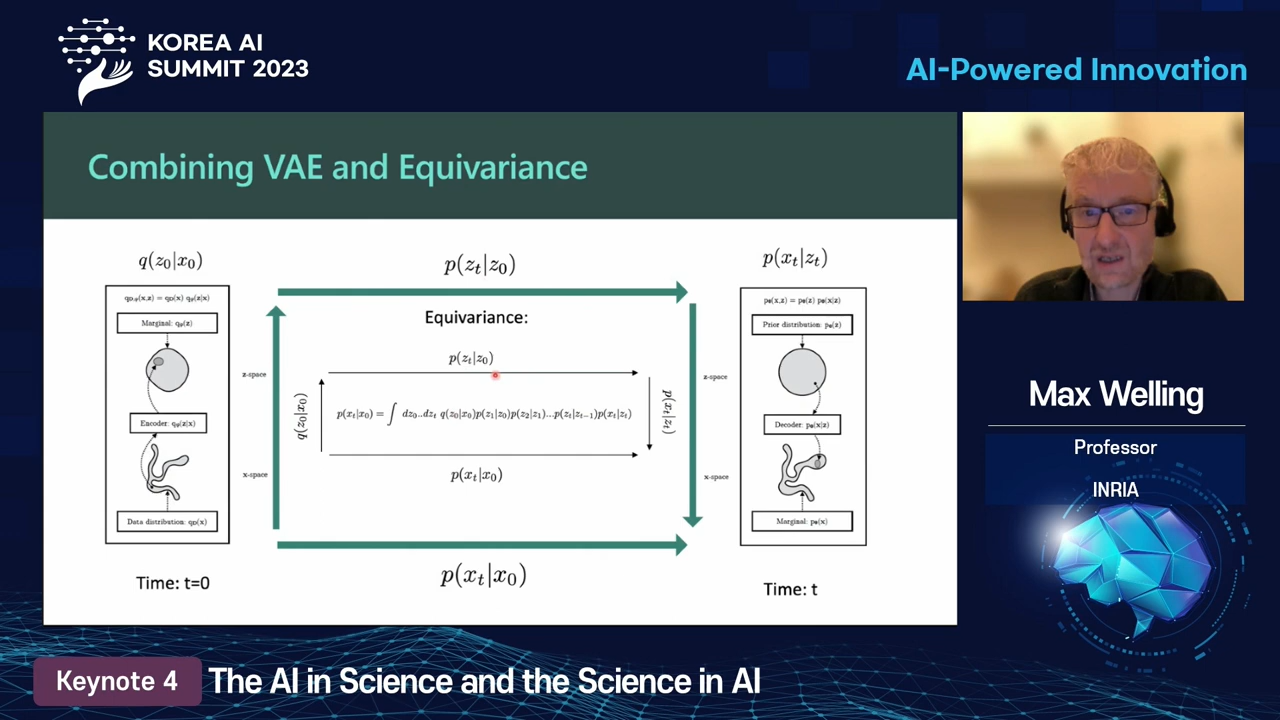 KOREA AI
SUMMIT 2023
AI-Powered Innovation
Combining VAE and Equivariance
q(z₀|x₀)
p(zₜ|z₀)
p(xₜ|zₜ)
Marginal: qφ(z)
Encoder: qφ(z|x)
Data distribution: q_D(x)
Time: t=0
z-space
x-space
Equivariance:
p(zₜ|z₀)
q(z₀|x₀)
p(xₜ|x₀) = ∫ dz₀..dzₜ q(z₀|x₀)p(z₁|z₀)p(z₂|z₁)...p(zₜ|zₜ₋₁)p(xₜ|zₜ)
p(xₜ|zₜ)
p(xₜ|x₀)
p(xₜ|x₀)
z-space
x-space
Prior distribution: pθ(z)
Decoder: pθ(x|z)
Marginal: pθ(x)
Time: t
Max Welling
Professor
INRIA
Keynote 4
The AI in Science and the Science in AI